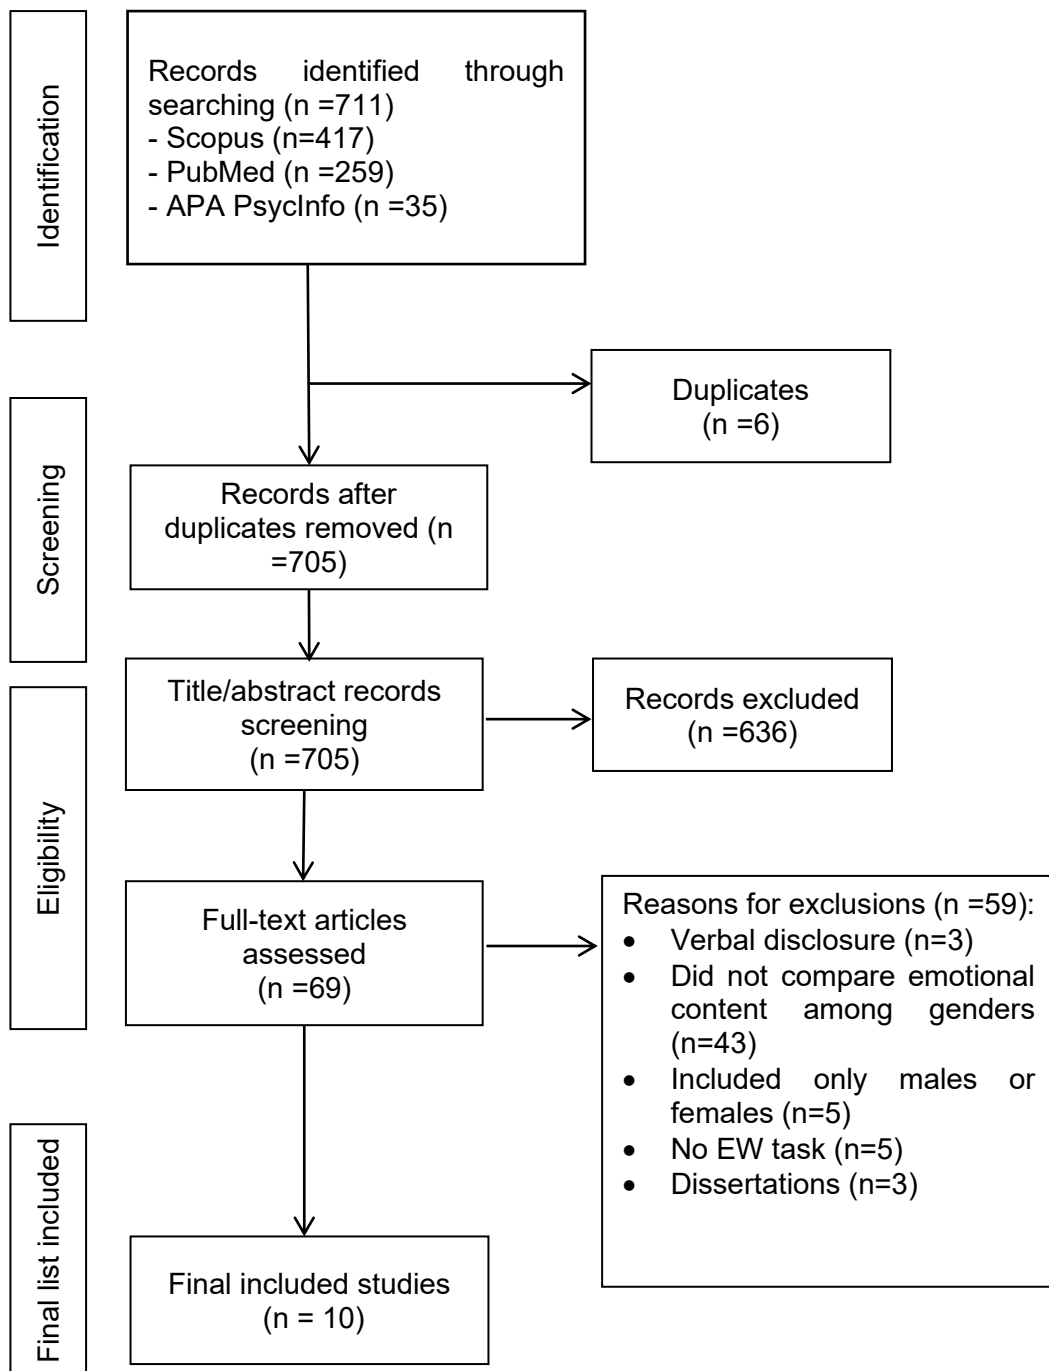 Identification
Records identified through
searching (n =711)
- Scopus (n=417)
- PubMed (n =259)
- APA PsycInfo (n =35)
Duplicates
(n =6)
Screening
Records after
duplicates removed (n
=705)
Title/abstract records
screening
(n =705)
Records excluded
(n =636)
Eligibility
Full-text articles
assessed
(n =69)
Reasons for exclusions (n =59):
• Verbal disclosure (n=3)
• Did not compare emotional
content among genders
(n=43)
• Included only males or
females (n=5)
• No EW task (n=5)
• Dissertations (n=3)
Final list included
Final included studies
(n = 10)